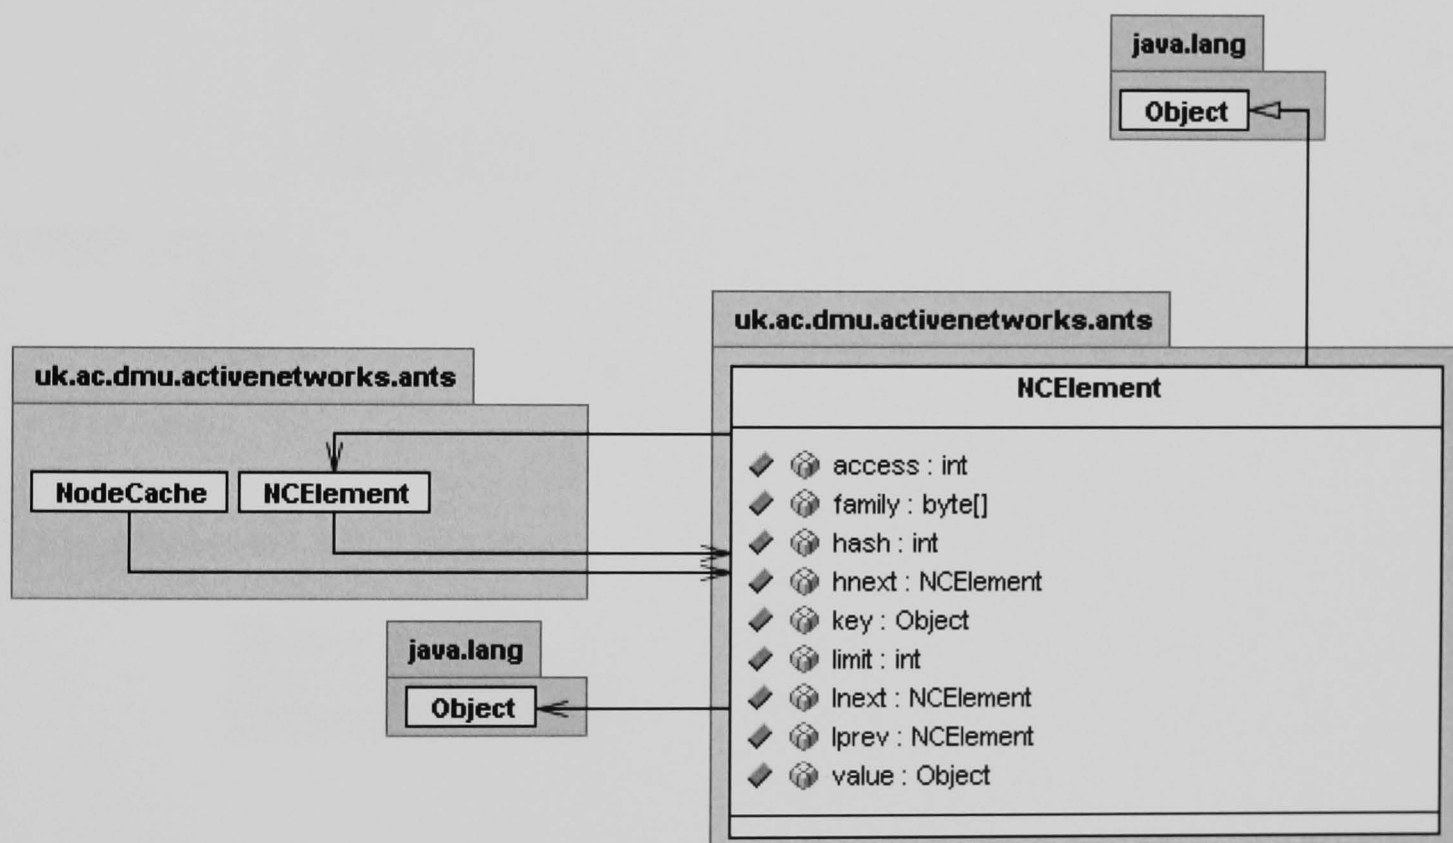 java.lang
Object
uk.ac.dmu.activenetworks.ants
NCElement
access : int
family : byte[]
hash : int
hnext : NCElement
key : Object
limit : int
lnext : NCElement
lprev : NCElement
value : Object
uk.ac.dmu.activenetworks.ants
NodeCache
NCElement
java.lang
Object